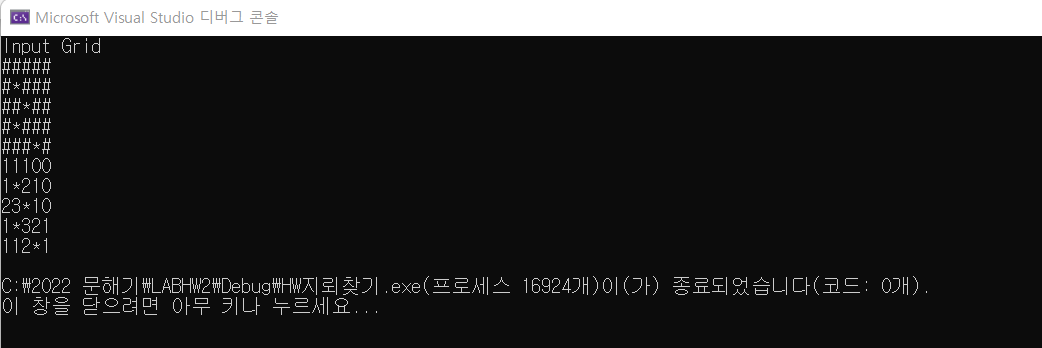 Microsoft Visual Studio 디버그 콘솔
Input Grid
#####
#*###
##*##
#*###
###*#
11100
1*210
23*10
1*321
112*1
C:\2022 문해기\LABHW2\Debug\HW지뢰찾기.exe(프로세스 16924개)이(가) 종료되었습니다(코드: 0개).
이 창을 닫으려면 아무 키나 누르세요...